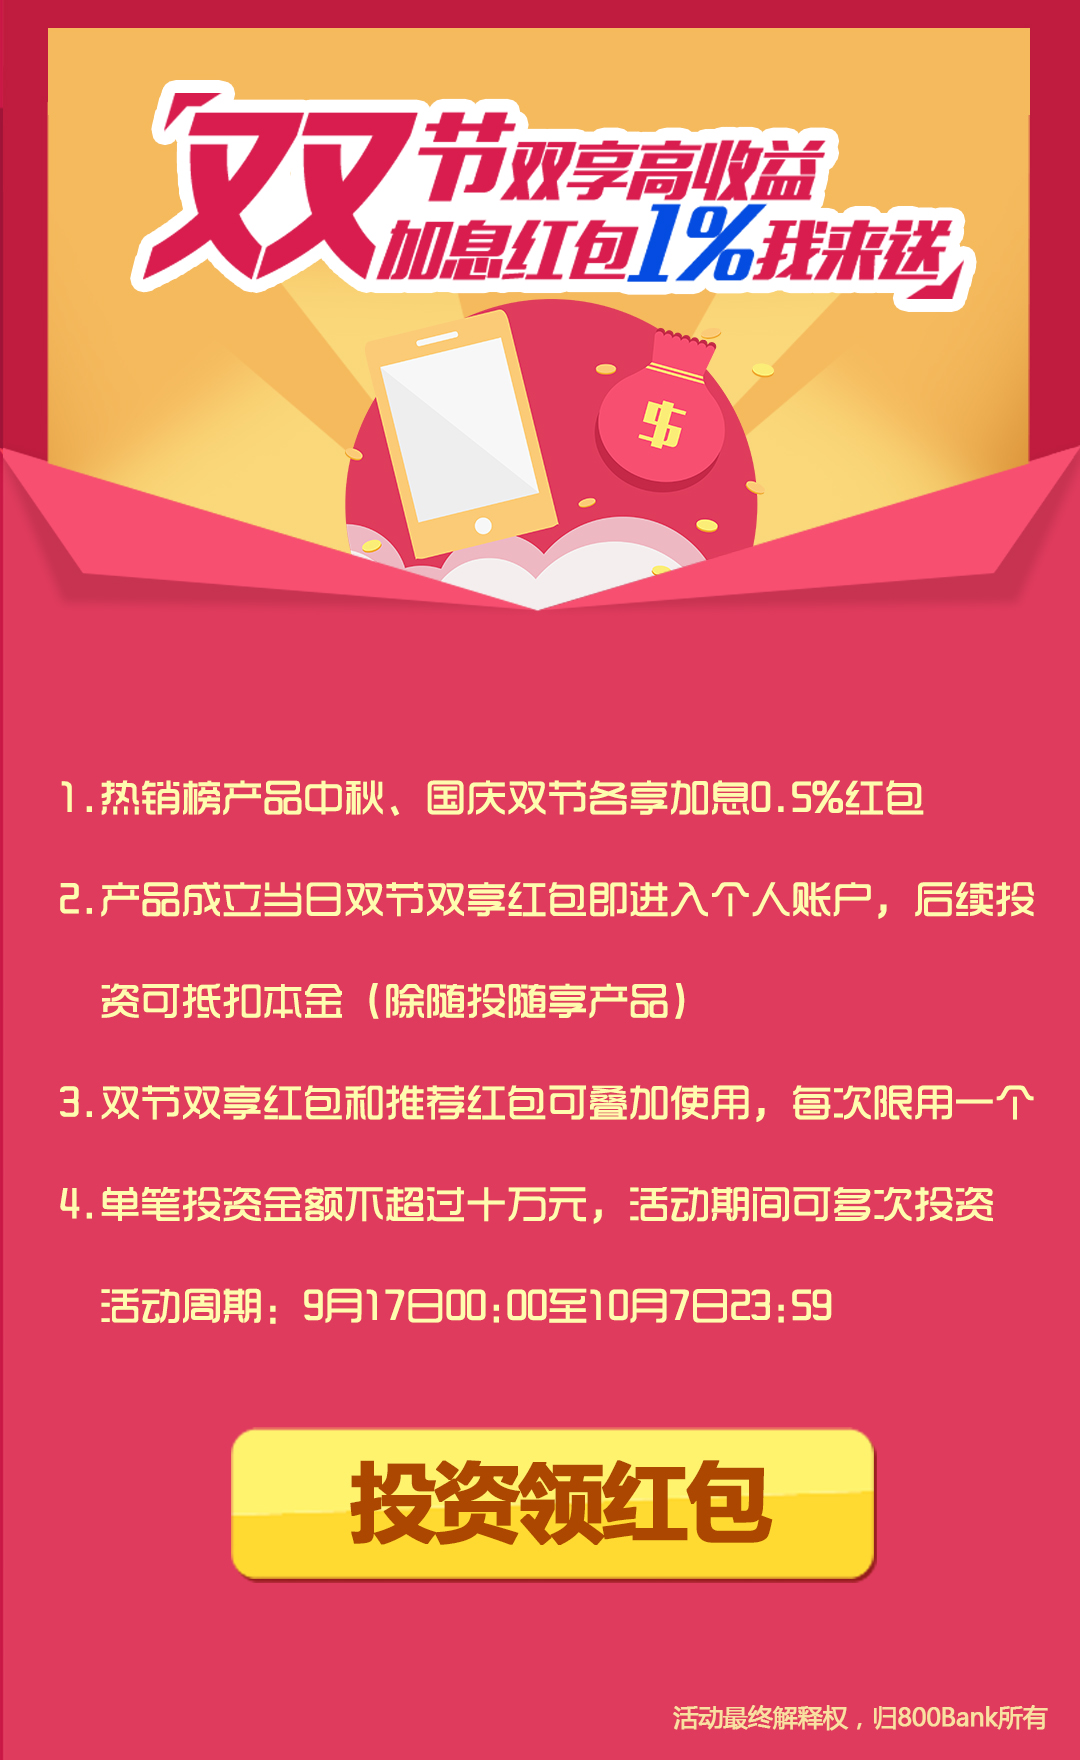 「双节双享高收益
加息红包1%我来送」
1.热销榜产品中秋、国庆双节各享加息0.5%红包
2.产品成立当日双节双享红包即进入个人账户，后续投
资可抵扣本金（除随投随享产品）
3.双节双享红包和推荐红包可叠加使用，每次限用一个
4.单笔投资金额不超过十万元，活动期间可多次投资
活动周期：9月17日00:00至10月7日23:59
投资领红包
活动最终解释权，归800Bank所有